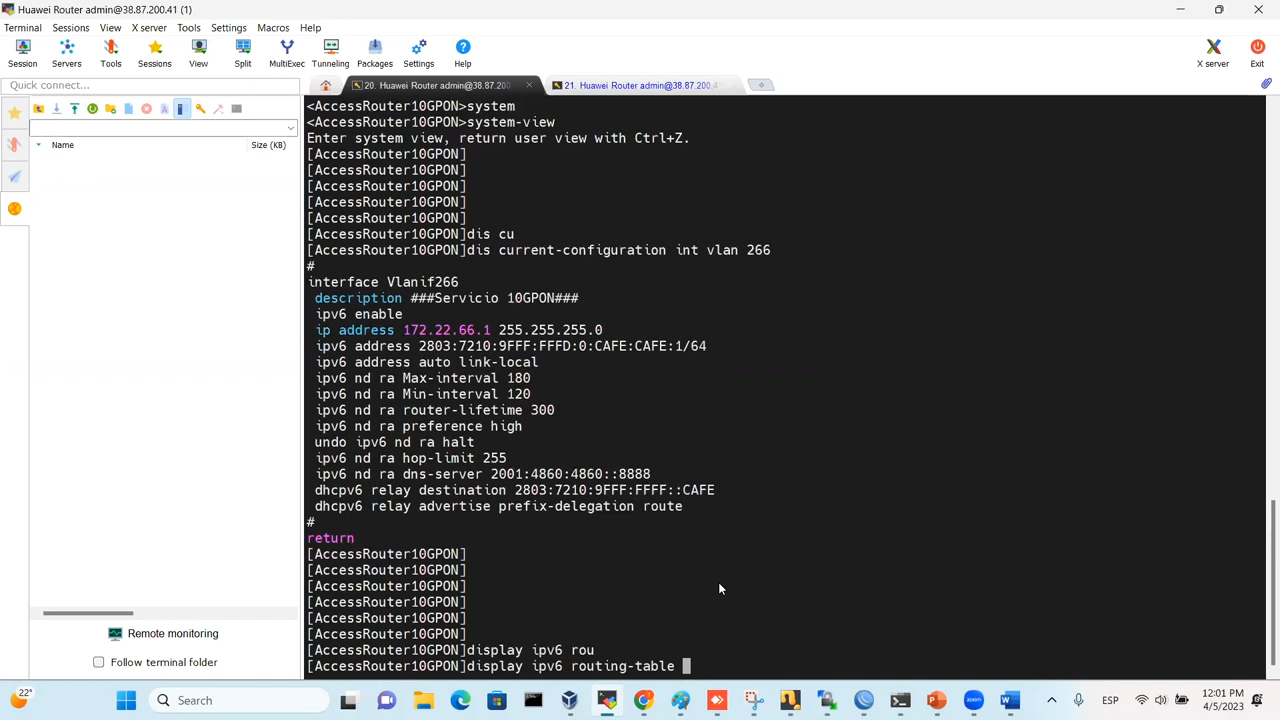 Huawei Router admin@38.87.200.41 (1)
Terminal Sessions View X server Tools Settings Macros Help
Session Servers Tools Sessions View Split MultiExec Tunneling Packages Settings Help X server Exit
Quick connect...
20. Huawei Router admin@38.87.200
21. Huawei Router admin@38.87.200.4
Name Size (KB)
<AccessRouter10GPON>system
<AccessRouter10GPON>system-view
Enter system view, return user view with Ctrl+Z.
[AccessRouter10GPON]
[AccessRouter10GPON]
[AccessRouter10GPON]
[AccessRouter10GPON]
[AccessRouter10GPON]
[AccessRouter10GPON]dis cu
[AccessRouter10GPON]dis current-configuration int vlan 266
#
interface Vlanif266
description ###Servicio 10GPON###
ipv6 enable
ip address 172.22.66.1 255.255.255.0
ipv6 address 2803:7210:9FFF:FFFD:0:CAFE:CAFE:1/64
ipv6 address auto link-local
ipv6 nd ra Max-interval 180
ipv6 nd ra Min-interval 120
ipv6 nd ra router-lifetime 300
ipv6 nd ra preference high
undo ipv6 nd ra halt
ipv6 nd ra hop-limit 255
ipv6 nd ra dns-server 2001:4860:4860::8888
dhcpv6 relay destination 2803:7210:9FFF:FFFF::CAFE
dhcpv6 relay advertise prefix-delegation route
#
return
[AccessRouter10GPON]
[AccessRouter10GPON]
[AccessRouter10GPON]
[AccessRouter10GPON]
[AccessRouter10GPON]
[AccessRouter10GPON]
[AccessRouter10GPON]display ipv6 rou
[AccessRouter10GPON]display ipv6 routing-table
Remote monitoring
Follow terminal folder
22°
Search
ESP
12:01 PM
4/5/2023